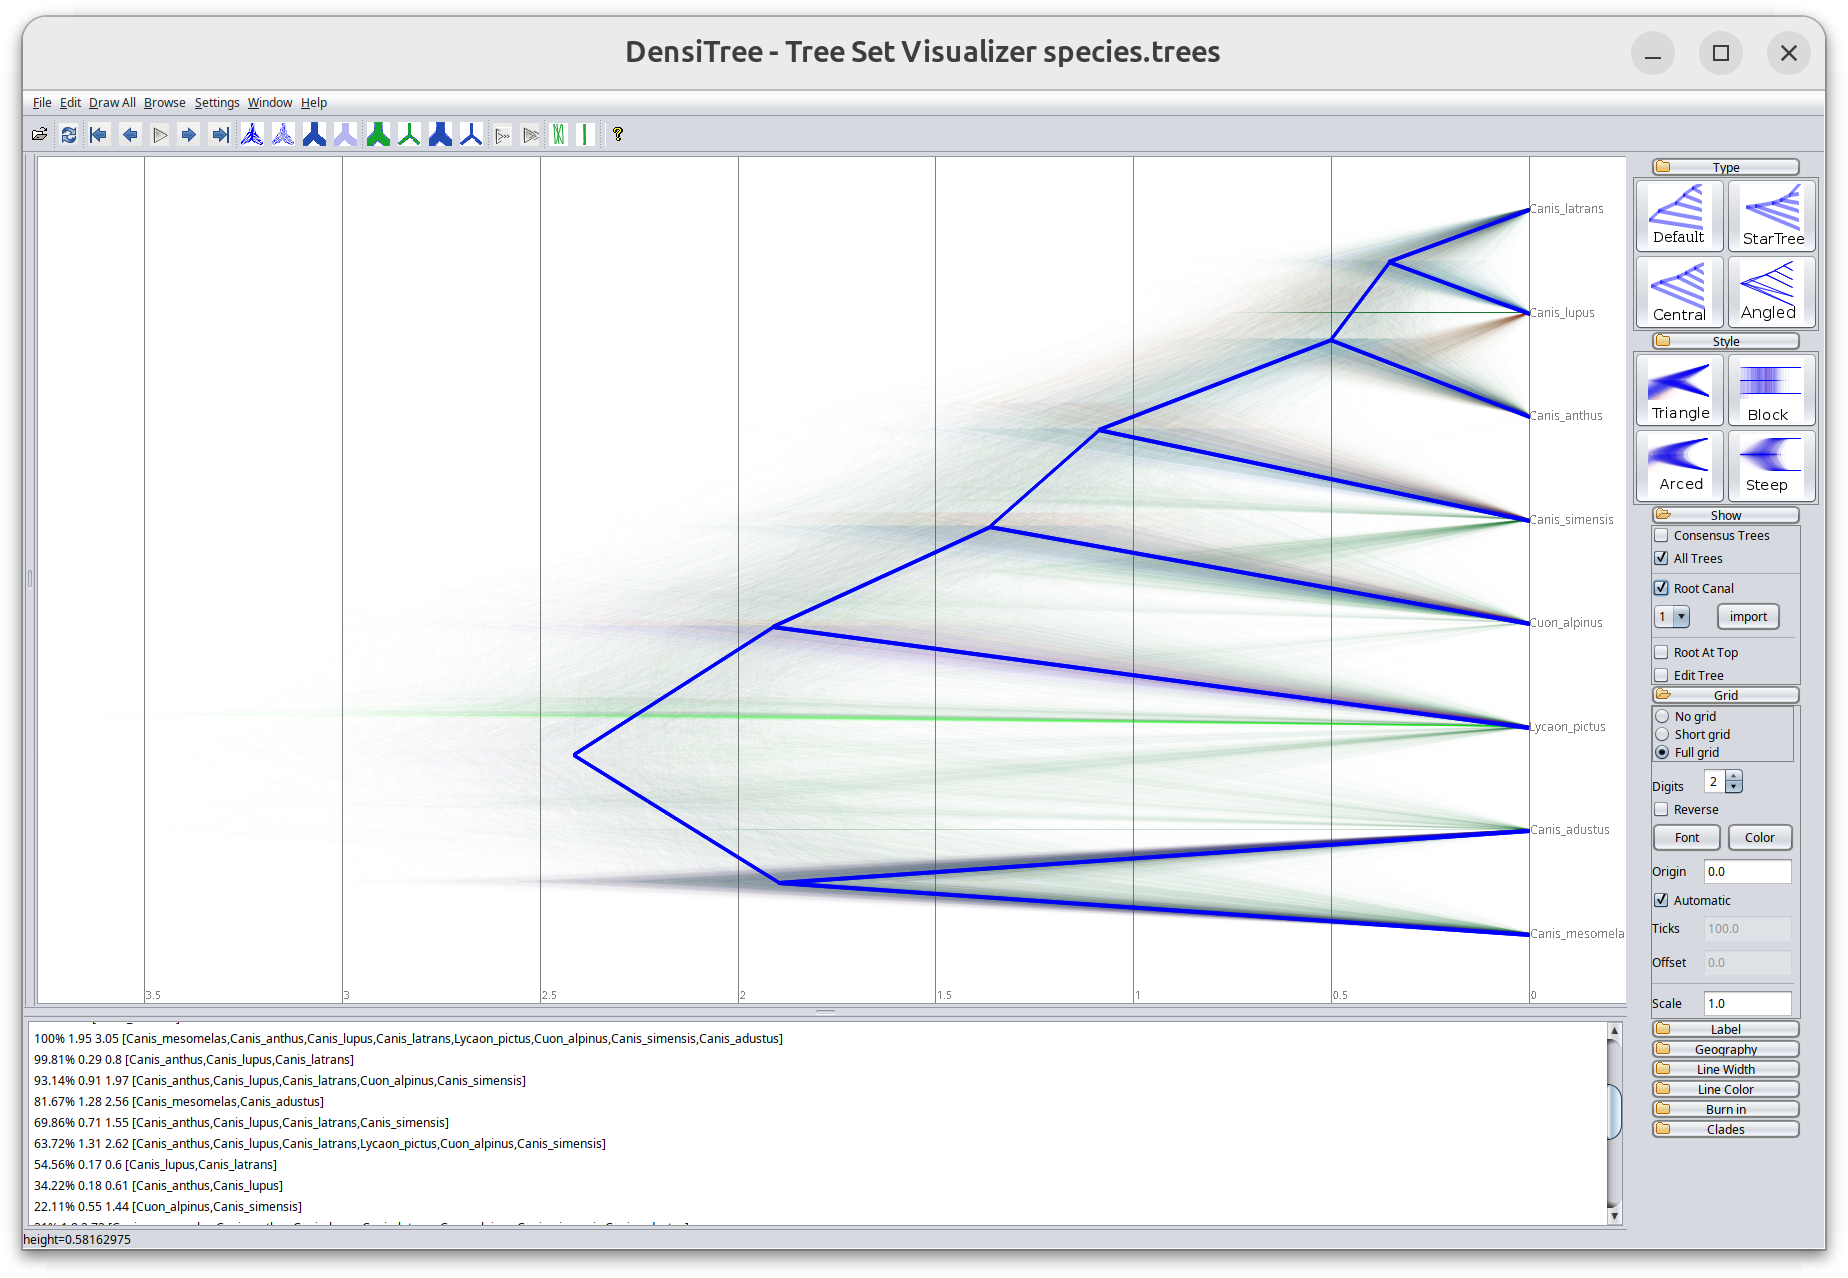 DensiTree - Tree Set Visualizer species.trees
File Edit Draw All Browse Settings Window Help
Canis_latrans
Canis_lupus
Canis_anthus
Canis_simensis
Cuon_alpinus
Lycaon_pictus
Canis_adustus
Canis_mesomela
3.5 3 2.5 2 1.5 1 0.5 0
Type
Default StarTree
Central Angled
Style
Triangle Block
Arced Steep
Show
Consensus Trees
All Trees
Root Canal
1 import
Root At Top
Edit Tree
Grid
No grid
Short grid
Full grid
Digits 2
Reverse
Font Color
Origin 0.0
Automatic
Ticks 100.0
Offset 0.0
Scale 1.0
Label
Geography
Line Width
Line Color
Burn in
Clades
100% 1.95 3.05 [Canis_mesomelas,Canis_anthus,Canis_lupus,Canis_latrans,Lycaon_pictus,Cuon_alpinus,Canis_simensis,Canis_adustus]
99.81% 0.29 0.8 [Canis_anthus,Canis_lupus,Canis_latrans]
93.14% 0.91 1.97 [Canis_anthus,Canis_lupus,Canis_latrans,Cuon_alpinus,Canis_simensis]
81.67% 1.28 2.56 [Canis_mesomelas,Canis_adustus]
69.86% 0.71 1.55 [Canis_anthus,Canis_lupus,Canis_latrans,Canis_simensis]
63.72% 1.31 2.62 [Canis_anthus,Canis_lupus,Canis_latrans,Lycaon_pictus,Cuon_alpinus,Canis_simensis]
54.56% 0.17 0.6 [Canis_lupus,Canis_latrans]
34.22% 0.18 0.61 [Canis_anthus,Canis_lupus]
22.11% 0.55 1.44 [Cuon_alpinus,Canis_simensis]
height=0.58162975